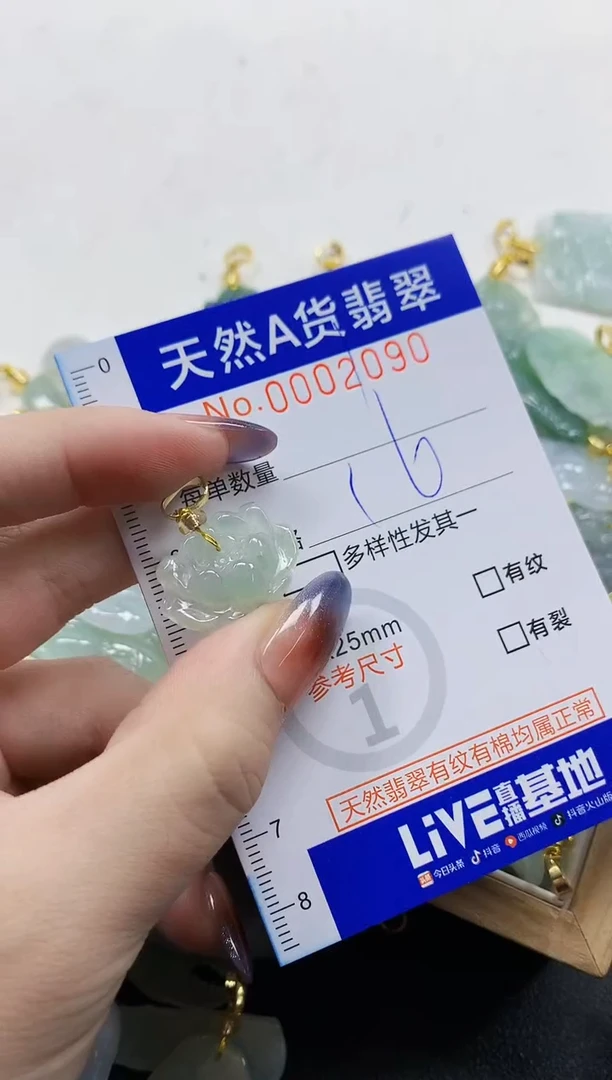 天然A货翡翠
No.0002090
0
每单数量
16
格
多样性发其一
有纹
25mm
有裂
参考尺寸
1
天然翡翠有纹有棉均属正常
7
LiVE直播基地
8
今日头条 抖音 西瓜视频 抖音火山版